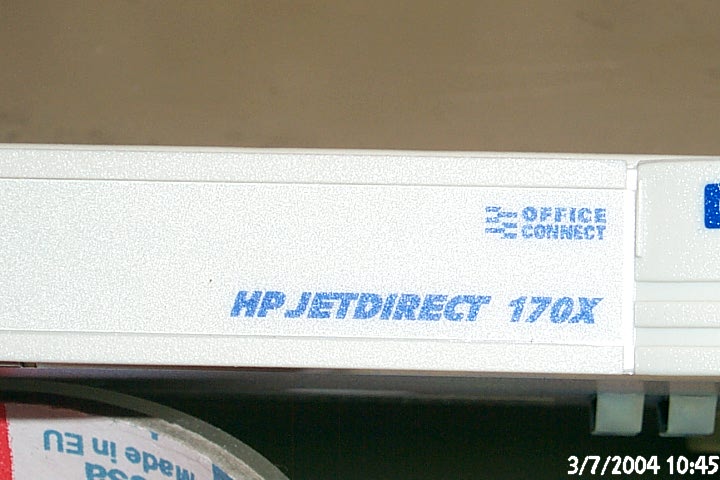 OFFICE
CONNECT
HP JETDIRECT 170X
Made in EU
3/7/2004 10:45